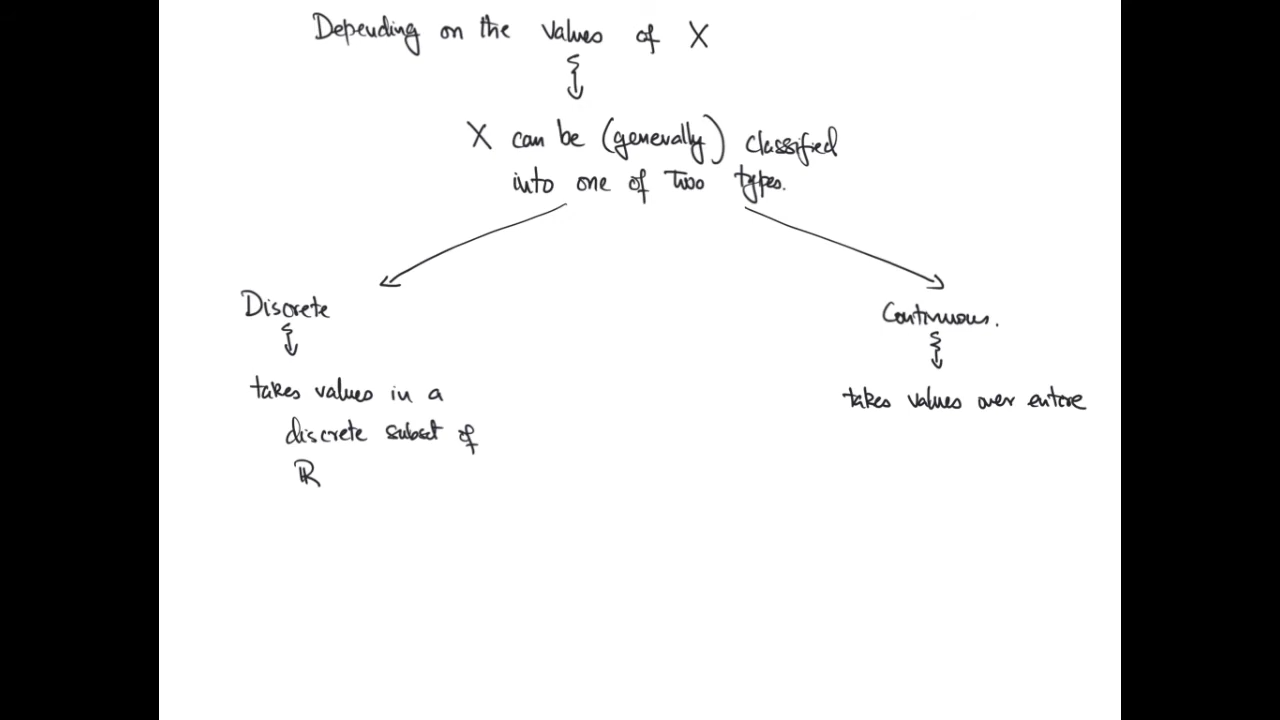 Depending on the values of X
X can be (generally) classified
into one of two types.
Discrete
Continuous.
takes values in a
discrete subset of
ℝ
takes values over entire